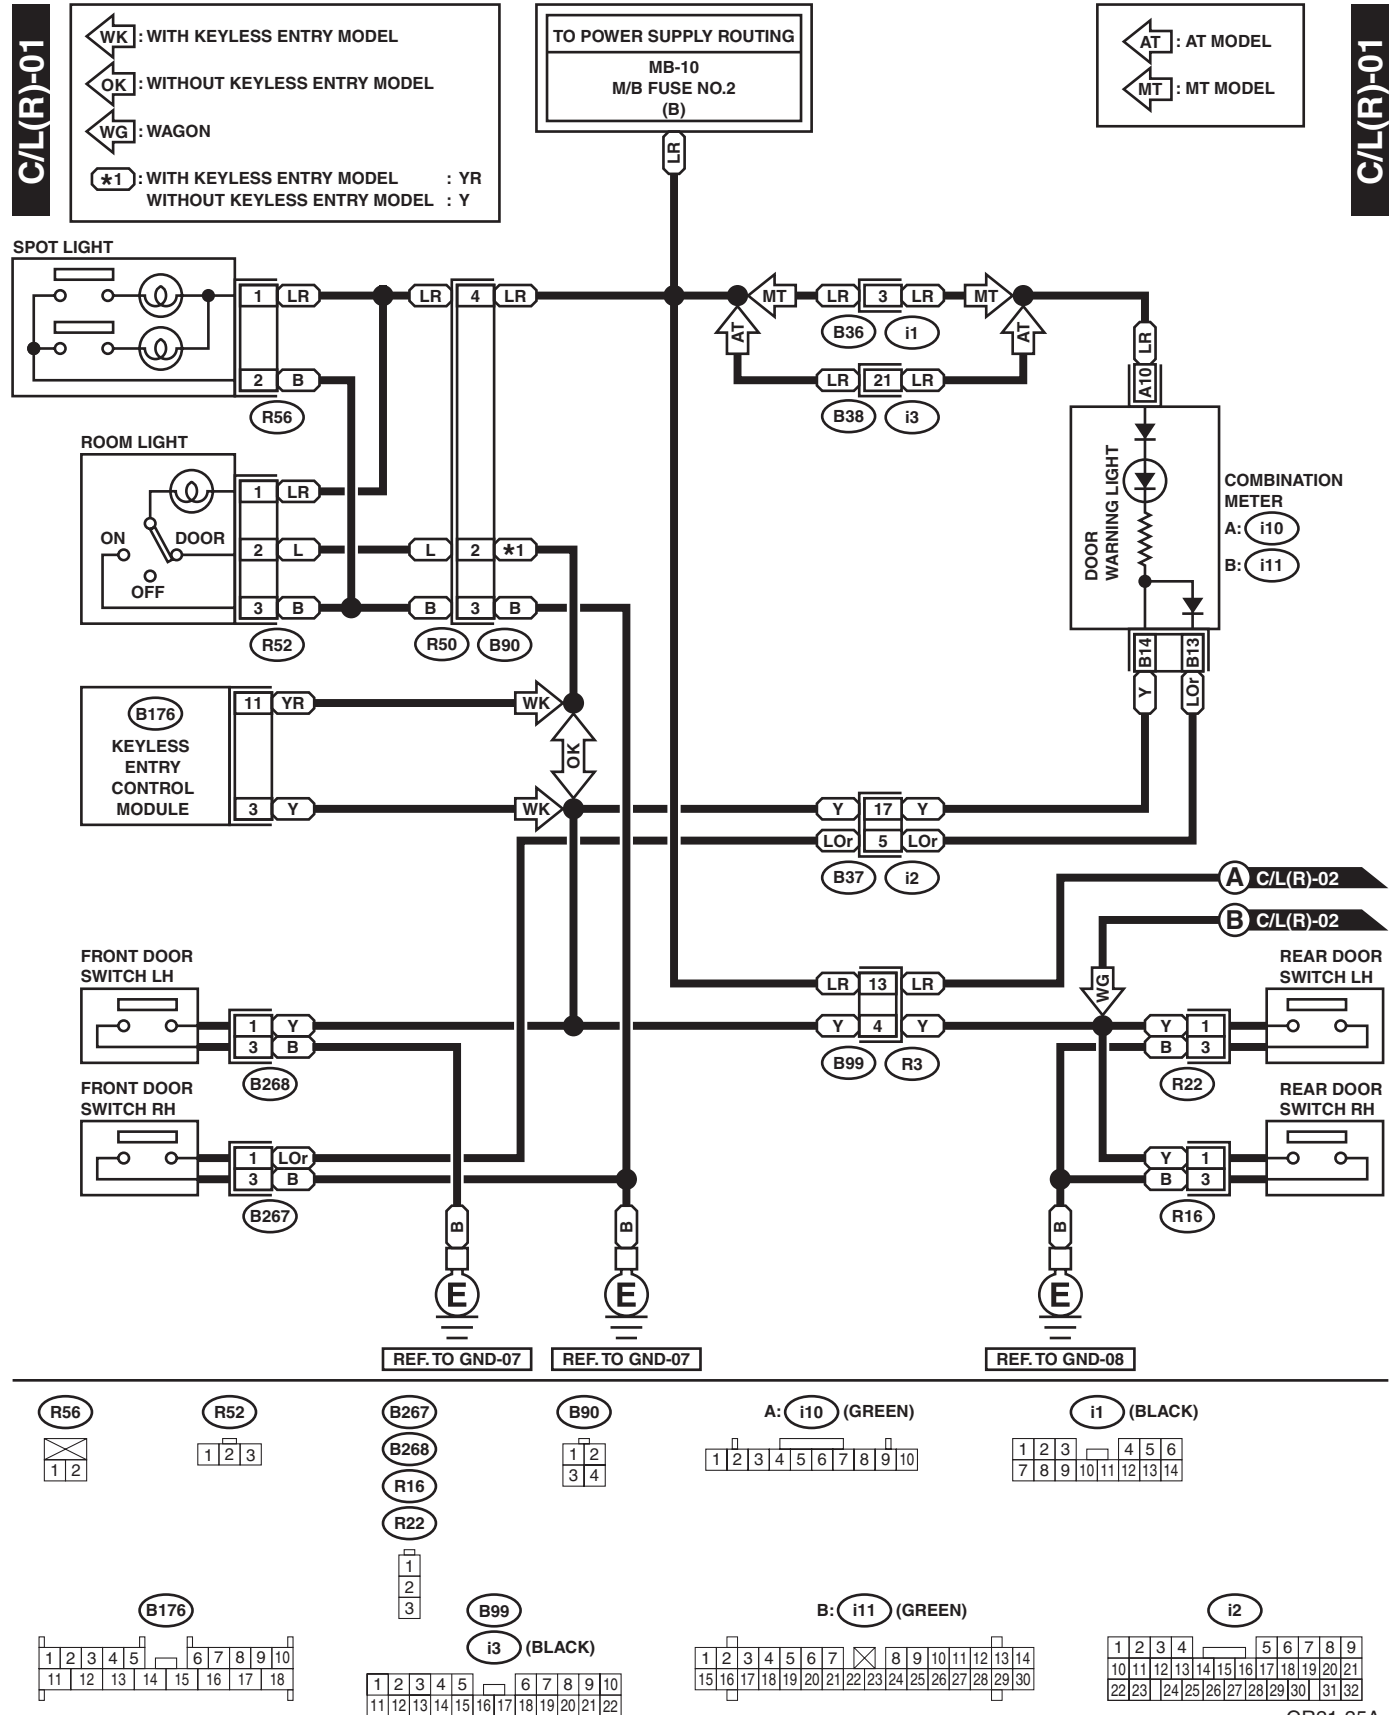 C/L(R)-01
WK : WITH KEYLESS ENTRY MODEL
OK : WITHOUT KEYLESS ENTRY MODEL
WG : WAGON
*1 : WITH KEYLESS ENTRY MODEL : YR
WITHOUT KEYLESS ENTRY MODEL : Y
TO POWER SUPPLY ROUTING
MB-10
M/B FUSE NO.2
(B)
LR
AT : AT MODEL
MT : MT MODEL
C/L(R)-01
SPOT LIGHT
1 LR LR 4 LR
MT LR 3 LR MT
B36 i1
AT AT
LR
A10
2 B
R56
LR 21 LR
B38 i3
ROOM LIGHT
1 LR
ON DOOR
OFF
2 L L 2 *1
3 B B 3 B
R52 R50 B90
DOOR
WARNING LIGHT
COMBINATION
METER
A: i10
B: i11
B14 B13
Y LOr
B176
KEYLESS
ENTRY
CONTROL
MODULE
11 YR WK
OK
3 Y WK
Y 17 Y
LOr 5 LOr
B37 i2
A C/L(R)-02
B C/L(R)-02
WG
FRONT DOOR
SWITCH LH
1 Y
3 B
B268
LR 13 LR
Y 4 Y
B99 R3
REAR DOOR
SWITCH LH
Y 1
B 3
R22
FRONT DOOR
SWITCH RH
1 LOr
3 B
B267
REAR DOOR
SWITCH RH
Y 1
B 3
R16
B B B
E E E
REF. TO GND-07 REF. TO GND-07 REF. TO GND-08
R56
1 2
R52
1 2 3
B267
B268
R16
R22
1
2
3
B90
1 2
3 4
A: i10 (GREEN)
1 2 3 4 5 6 7 8 9 10
i1 (BLACK)
1 2 3 4 5 6
7 8 9 10 11 12 13 14
B176
1 2 3 4 5 6 7 8 9 10
11 12 13 14 15 16 17 18
B99
i3 (BLACK)
1 2 3 4 5 6 7 8 9 10
11 12 13 14 15 16 17 18 19 20 21 22
B: i11 (GREEN)
1 2 3 4 5 6 7 8 9 10 11 12 13 14
15 16 17 18 19 20 21 22 23 24 25 26 27 28 29 30
i2
1 2 3 4 5 6 7 8 9
10 11 12 13 14 15 16 17 18 19 20 21
22 23 24 25 26 27 28 29 30 31 32